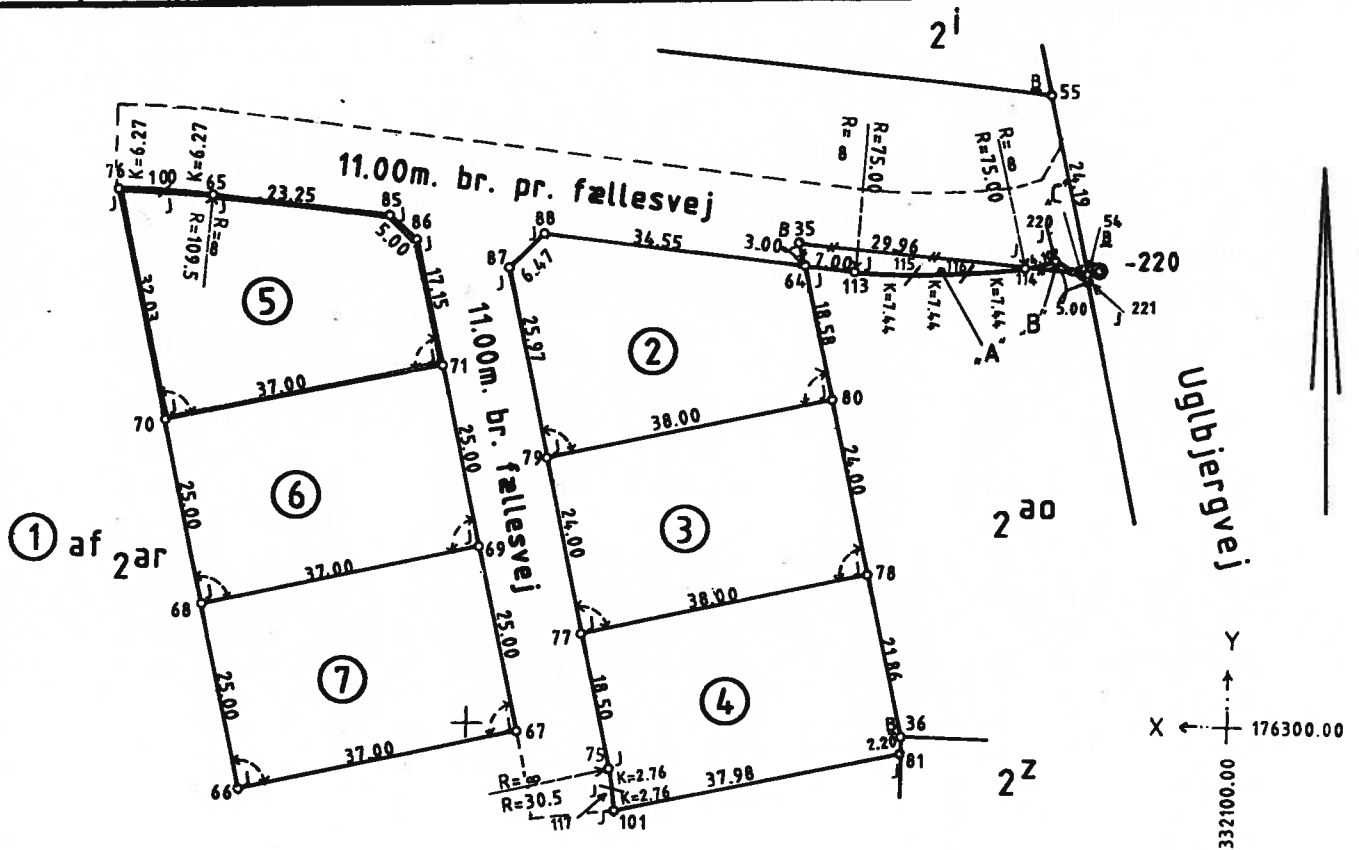 2i
B 55
24.19
K=6.27
K=6.27
76 100 65 23.25 85
J J J J
R=109.5 R=∞
86
J
5.00
17.15
11.00m. br. pr. fællesvej
88
J
34.55
87
J
6.47
B 35
3.00
29.96
7.00
64 J
113 J
R=∞
R=75.00
R=∞
R=75.00
115 116
K=7.44 K=7.44 K=7.44
J
114
"A"
"B"
"C"
220
J
54
B
-220
5.00
J 221
32.03
5
37.00
71
J
70
J
25.97
11.00m. br. fællesvej
2
18.58
80
J
38.00
79
J
25.00
6
25.00
24.00
3
24.00
2ao
Uglbjergvej
1 af 2ar
69
J
37.00
68
J
38.00
78
J
77
J
25.00
7
25.00
18.50
4
21.86
37.00
67
J
66
J
75 J
R=∞
R=30.5
K=2.76
K=2.76
J
117
J
101
37.98
B 36
2.20
81
J
2z
Y
X
176300.00
332100.00